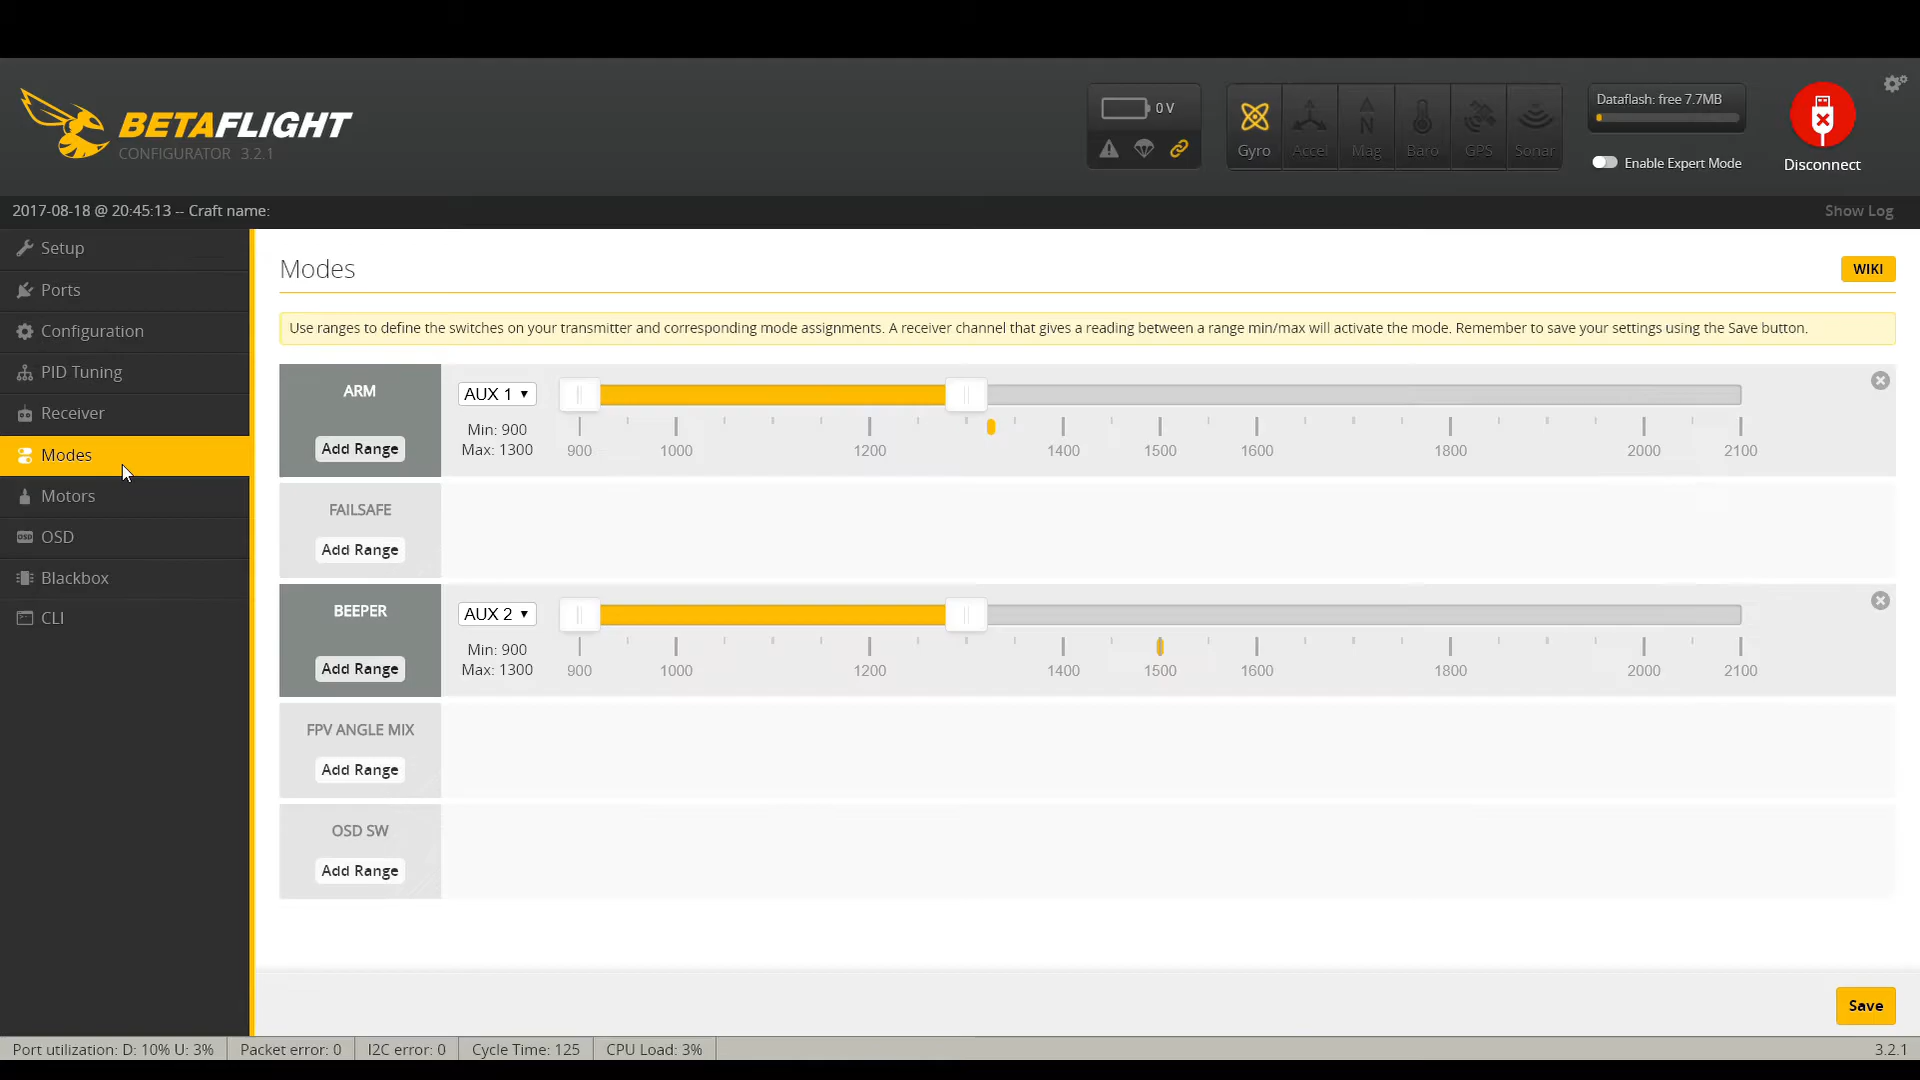 BETAFLIGHT
CONFIGURATOR 3.2.1
0 V
Gyro
Accel
Mag
Baro
GPS
Sonar
Dataflash: free 7.7MB
Enable Expert Mode
Disconnect
2017-08-18 @ 20:45:13 -- Craft name:
Show Log
Setup
Ports
Configuration
PID Tuning
Receiver
Modes
Motors
OSD
Blackbox
CLI
Modes
WIKI
Use ranges to define the switches on your transmitter and corresponding mode assignments. A receiver channel that gives a reading between a range min/max will activate the mode. Remember to save your settings using the Save button.
ARM
Add Range
AUX 1
Min: 900
Max: 1300
900 1000 1200 1400 1500 1600 1800 2000 2100
FAILSAFE
Add Range
BEEPER
Add Range
AUX 2
Min: 900
Max: 1300
900 1000 1200 1400 1500 1600 1800 2000 2100
FPV ANGLE MIX
Add Range
OSD SW
Add Range
Save
Port utilization: D: 10% U: 3% Packet error: 0 I2C error: 0 Cycle Time: 125 CPU Load: 3% 3.2.1